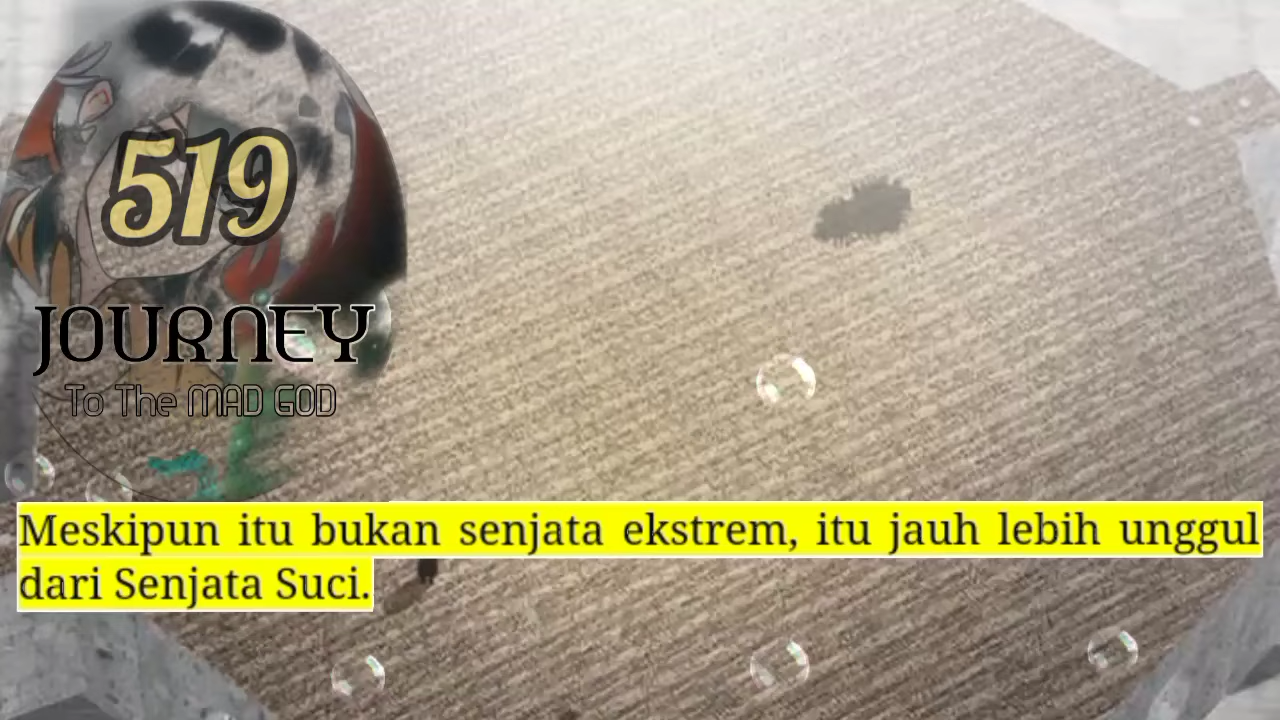 519
JOURNEY
To The MAD GOD
Meskipun itu bukan senjata ekstrem, itu jauh lebih unggul
dari Senjata Suci.